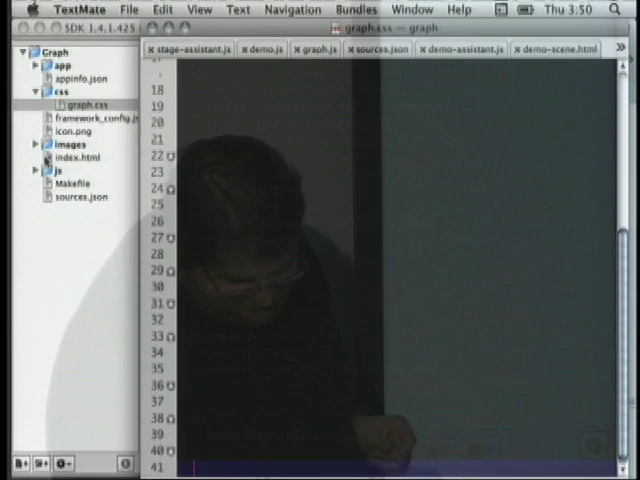 TextMate File Edit View Text Navigation Bundles Window Help Thu 3:50
SDK 1.4.1.425
graph.css — graph
stage-assistant.js demo.js graph.js sources.json demo-assistant.js demo-scene.html
Graph
app
appinfo.json
css
graph.css
framework_config.js
icon.png
images
index.html
js
Makefile
sources.json
18
19
20
21
22
23
24
25
26
27
28
29
30
31
32
33
34
35
36
37
38
39
40
41